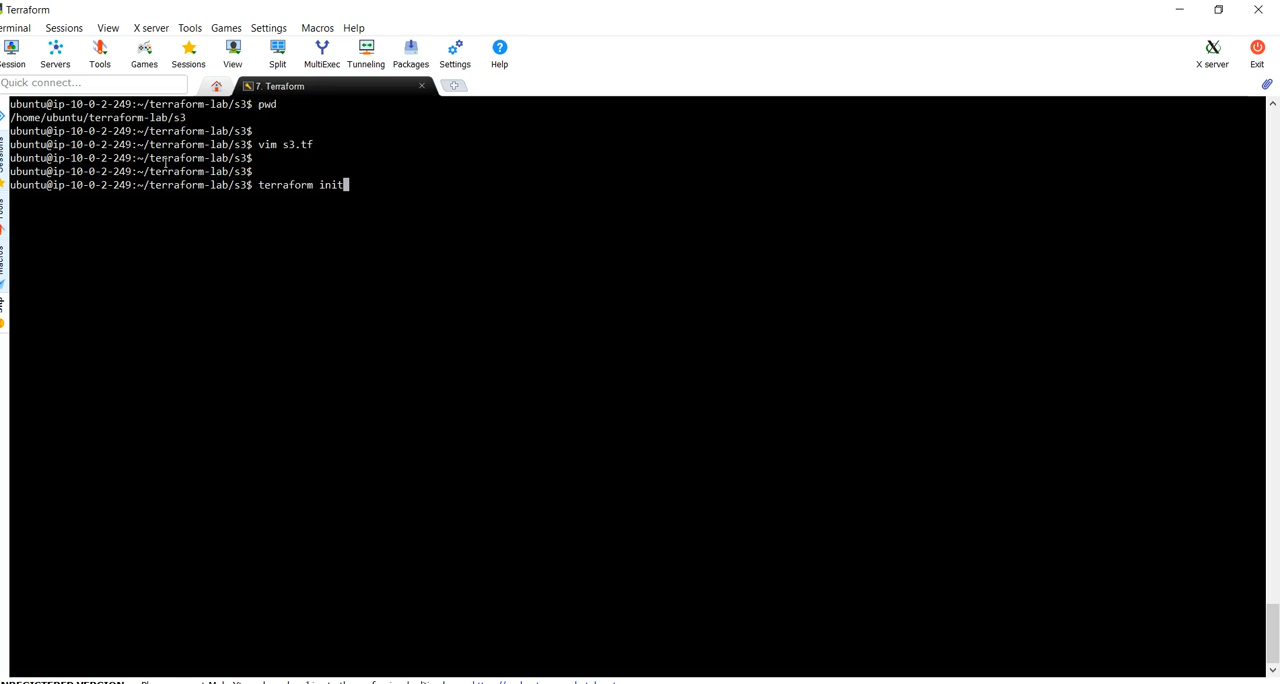 Terraform
erminal Sessions View X server Tools Games Settings Macros Help
ession Servers Tools Games Sessions View Split MultiExec Tunneling Packages Settings Help X server Exit
Quick connect... 7. Terraform
ubuntu@ip-10-0-2-249:~/terraform-lab/s3$ pwd
/home/ubuntu/terraform-lab/s3
ubuntu@ip-10-0-2-249:~/terraform-lab/s3$
ubuntu@ip-10-0-2-249:~/terraform-lab/s3$ vim s3.tf
ubuntu@ip-10-0-2-249:~/terraform-lab/s3$
ubuntu@ip-10-0-2-249:~/terraform-lab/s3$
ubuntu@ip-10-0-2-249:~/terraform-lab/s3$ terraform init
Sessions
Tools
Macros